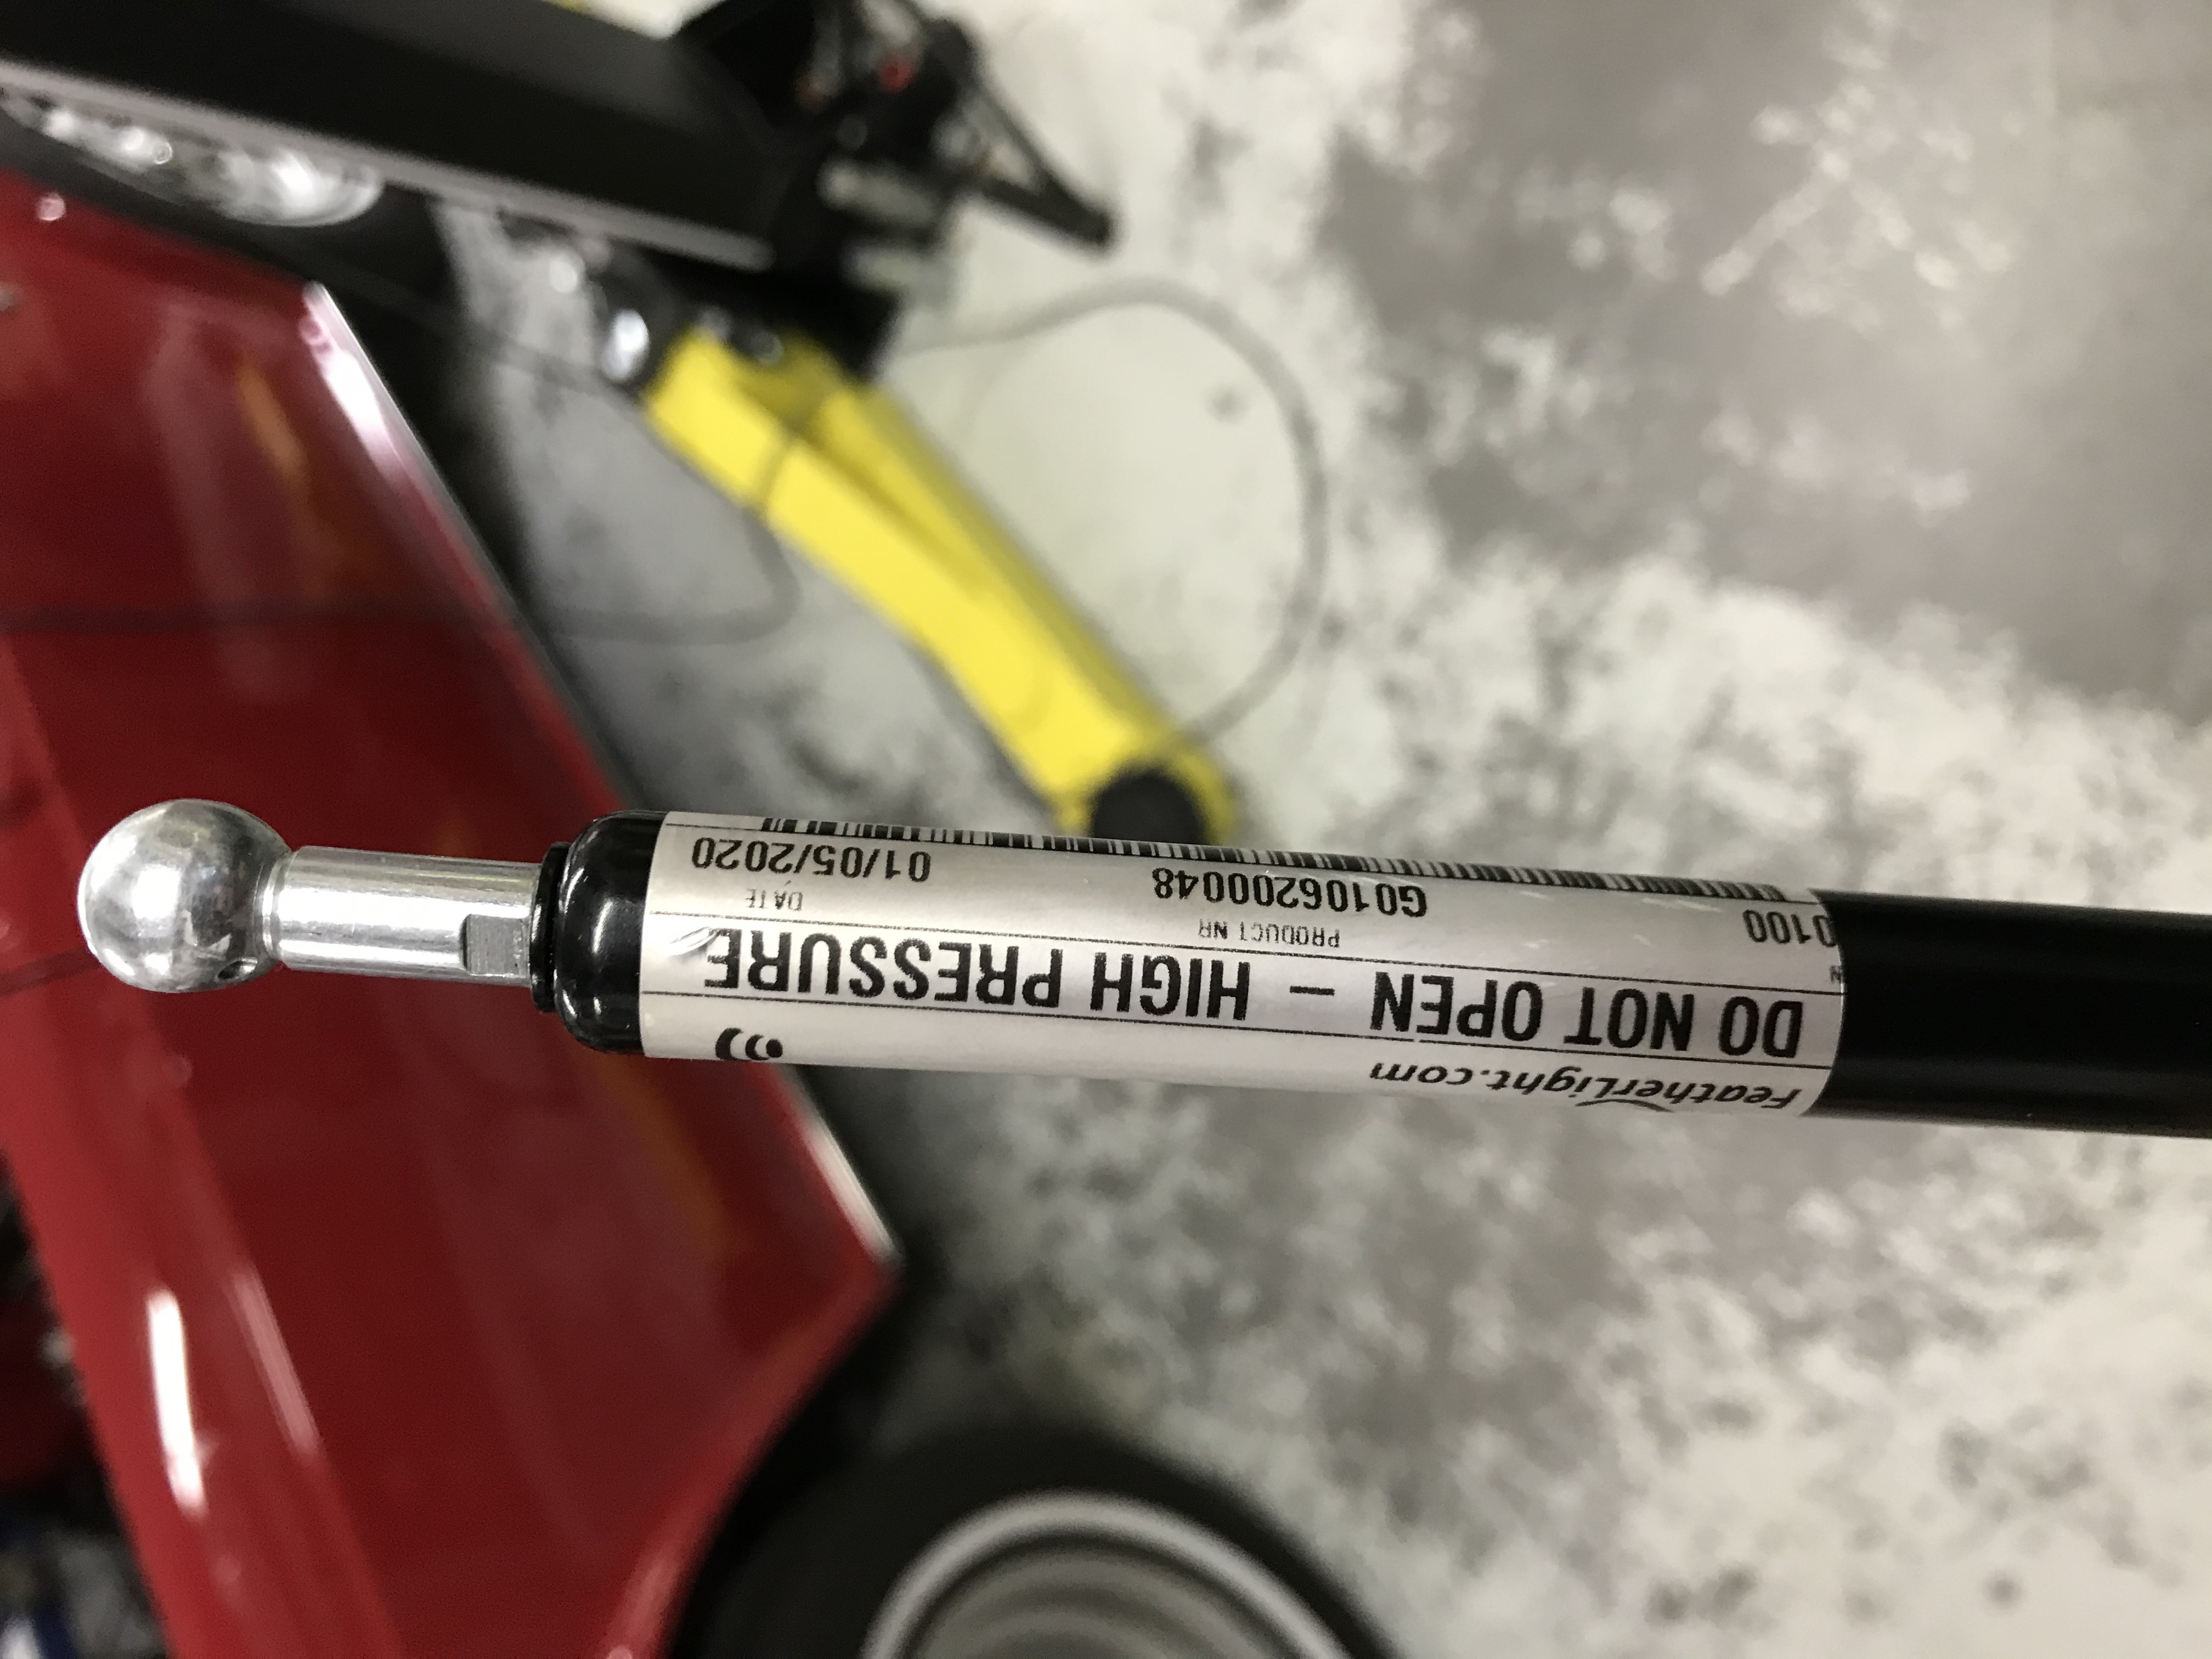 FeatherLight.com
DO NOT OPEN – HIGH PRESSURE
PRODUCT NR DATE
0100 G0106200048 01/05/2020